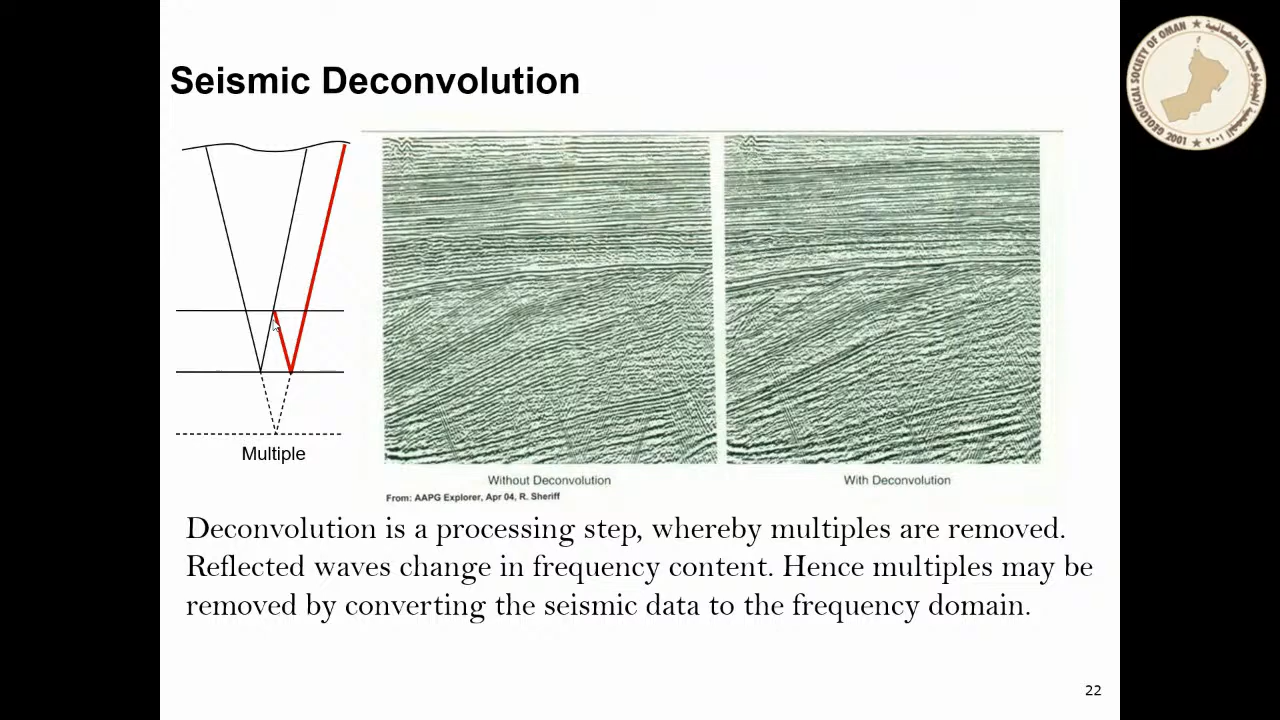 Seismic Deconvolution
GEOLOGICAL SOCIETY OF OMAN
2001
٢٠٠١
Multiple
Without Deconvolution
With Deconvolution
From: AAPG Explorer, Apr 04, R. Sheriff
Deconvolution is a processing step, whereby multiples are removed.
Reflected waves change in frequency content. Hence multiples may be
removed by converting the seismic data to the frequency domain.
22